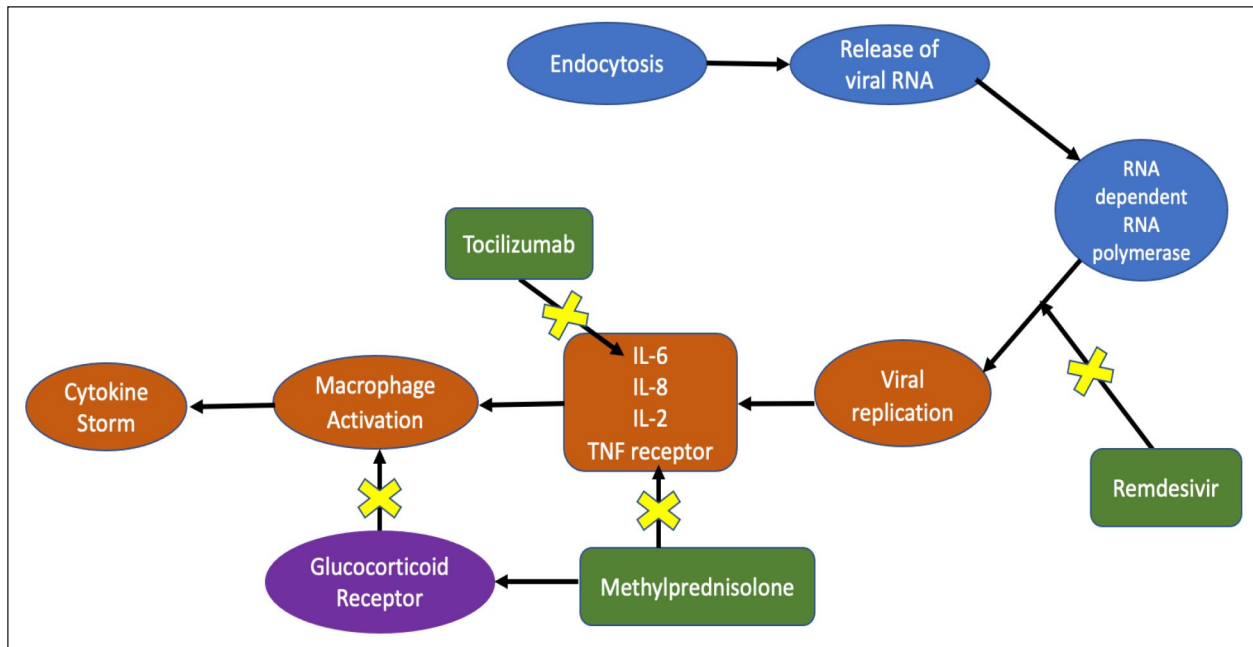 Endocytosis
Release of
viral RNA
RNA
dependent
RNA
polymerase
Tocilizumab
IL-6
IL-8
IL-2
TNF receptor
Viral
replication
Macrophage
Activation
Cytokine
Storm
Remdesivir
Glucocorticoid
Receptor
Methylprednisolone